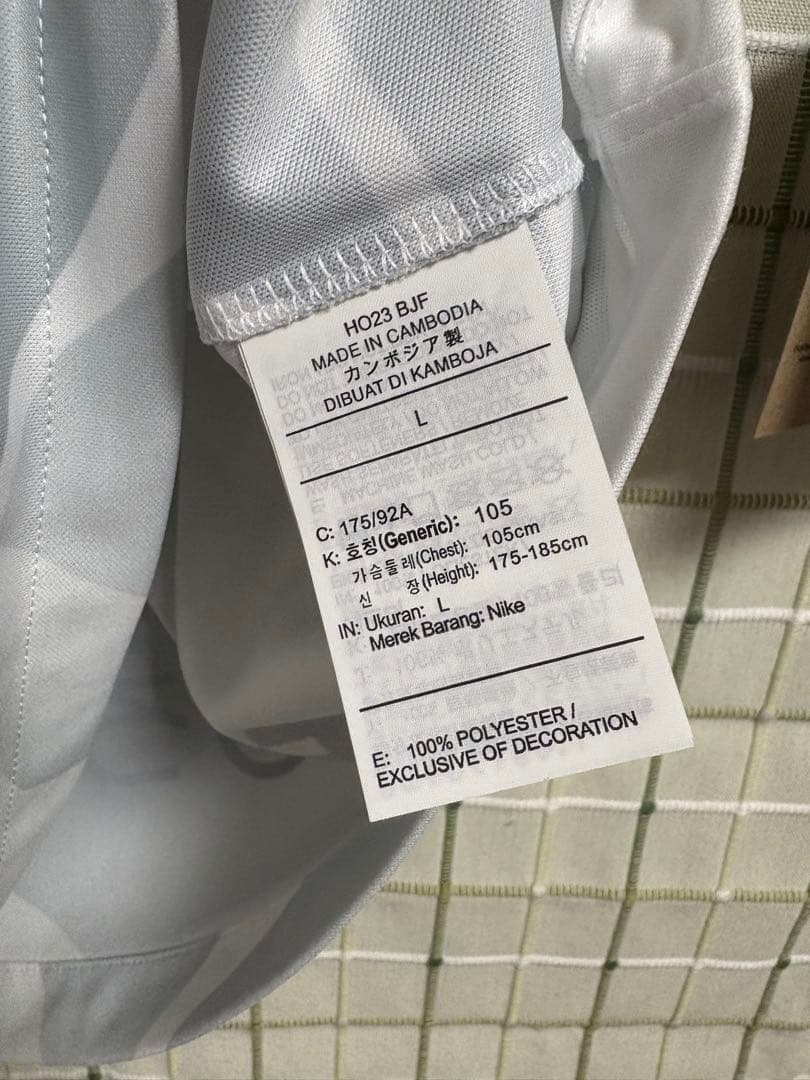 HO23 BJF
MADE IN CAMBODIA
カンボジア製
DIBUAT DI KAMBOJA
L
C: 175/92A
K: 호칭(Generic): 105
가슴둘레(Chest): 105cm
신 장(Height): 175-185cm
IN: Ukuran: L
Merek Barang: Nike
E: 100% POLYESTER /
EXCLUSIVE OF DECORATION